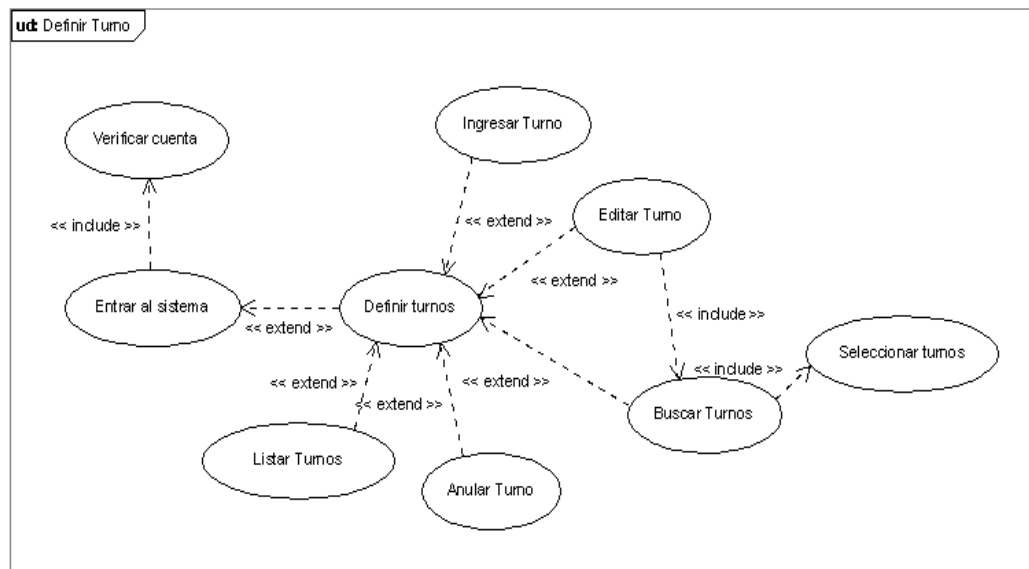 ud: Definir Turno
Ingresar Turno
Verificar cuenta
Editar Turno
<< include >>
<< extend >>
<< extend >>
Entrar al sistema
Definir turnos
<< extend >>
<< include >>
Seleccionar turnos
<< include >>
<< extend >>
<< extend >>
<< extend >>
Buscar Turnos
Listar Turnos
Anular Turno